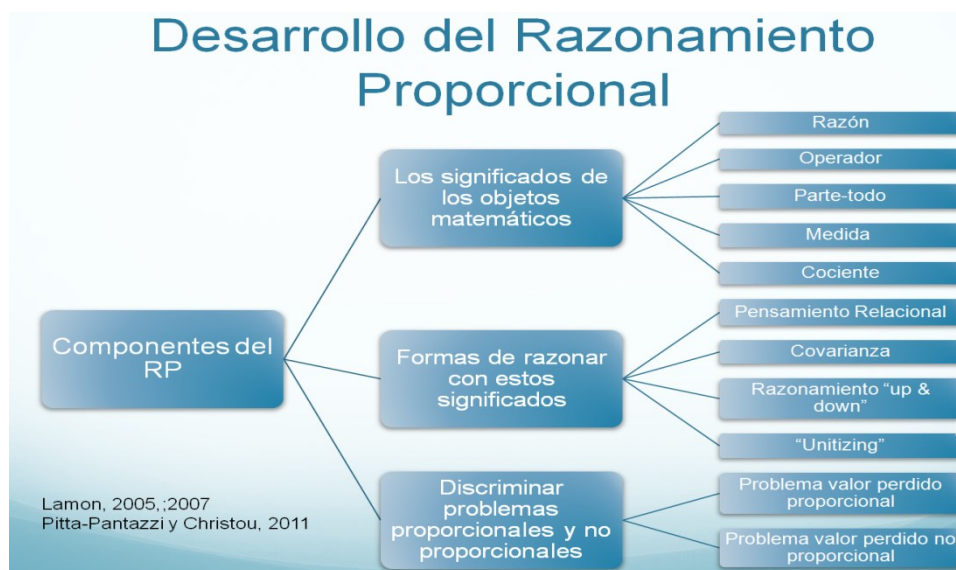 Desarrollo del Razonamiento
Proporcional
Componentes del
RP
Los significados de
los objetos
matemáticos
Razón
Operador
Parte-todo
Medida
Cociente
Formas de razonar
con estos
significados
Pensamiento Relacional
Covarianza
Razonamiento “up &
down”
“Unitizing”
Discriminar
problemas
proporcionales y no
proporcionales
Problema valor perdido
proporcional
Problema valor perdido no
proporcional
Lamon, 2005,;2007
Pitta-Pantazzi y Christou, 2011